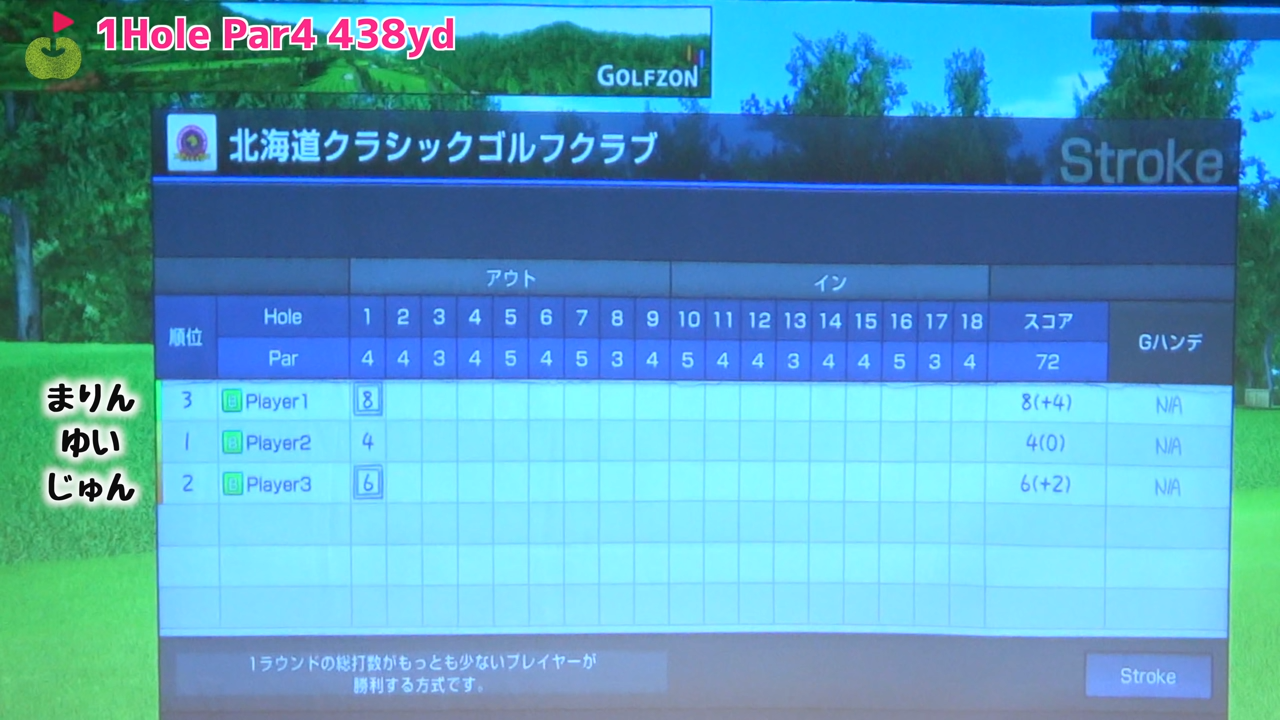 1Hole Par4 438yd
GOLFZON
北海道クラシックゴルフクラブ
Stroke
アウト イン
順位 Hole 1 2 3 4 5 6 7 8 9 10 11 12 13 14 15 16 17 18 スコア Gハンデ
Par 4 4 3 4 5 4 5 3 4 5 4 4 3 4 4 5 3 4 72
まりん 3 Player1 8 8(+4) N/A
ゆい 1 Player2 4 4(0) N/A
じゅん 2 Player3 6 6(+2) N/A
1ラウンドの総打数がもっとも少ないプレイヤーが
勝利する方式です。
Stroke